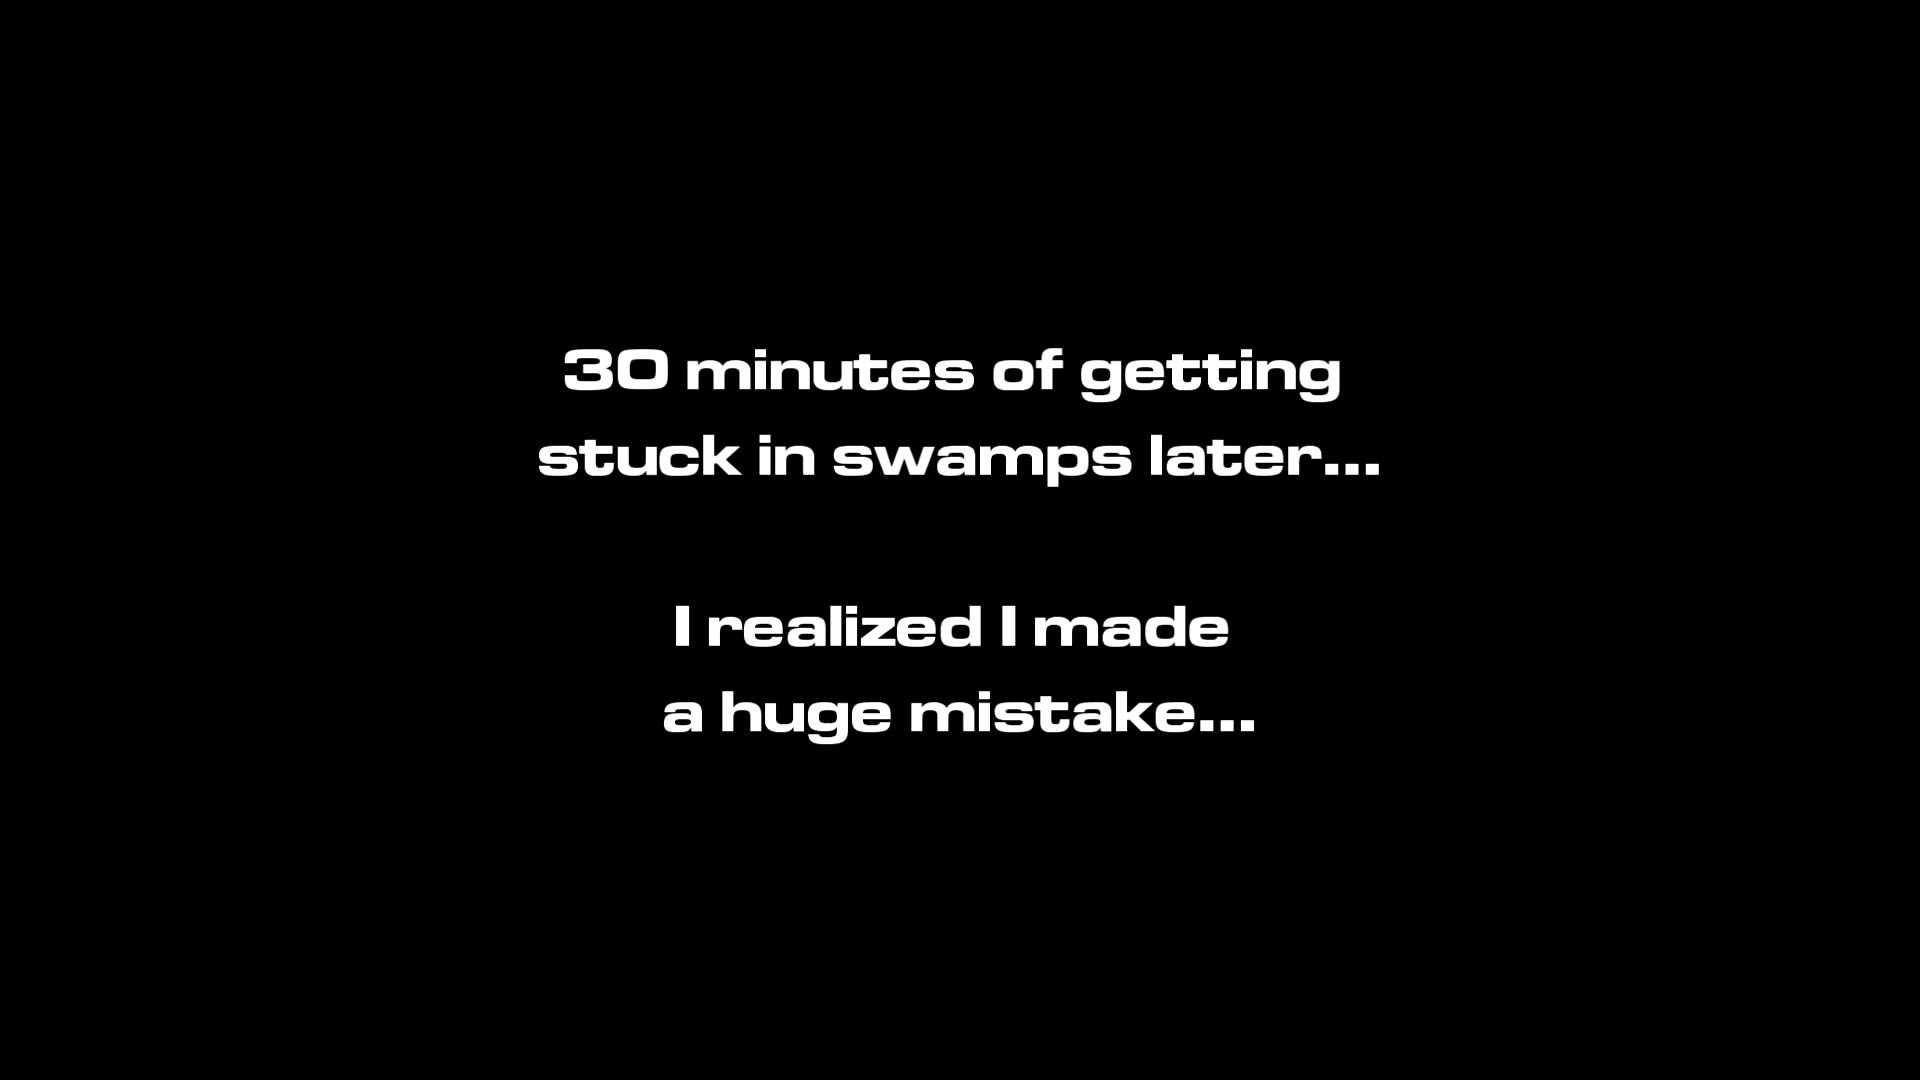 30 minutes of getting
stuck in swamps later...
I realized I made
a huge mistake...